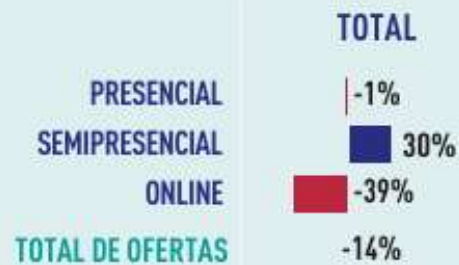 TOTAL
PRESENCIAL -1%
SEMIPRESENCIAL 30%
ONLINE -39%
TOTAL DE OFERTAS -14%